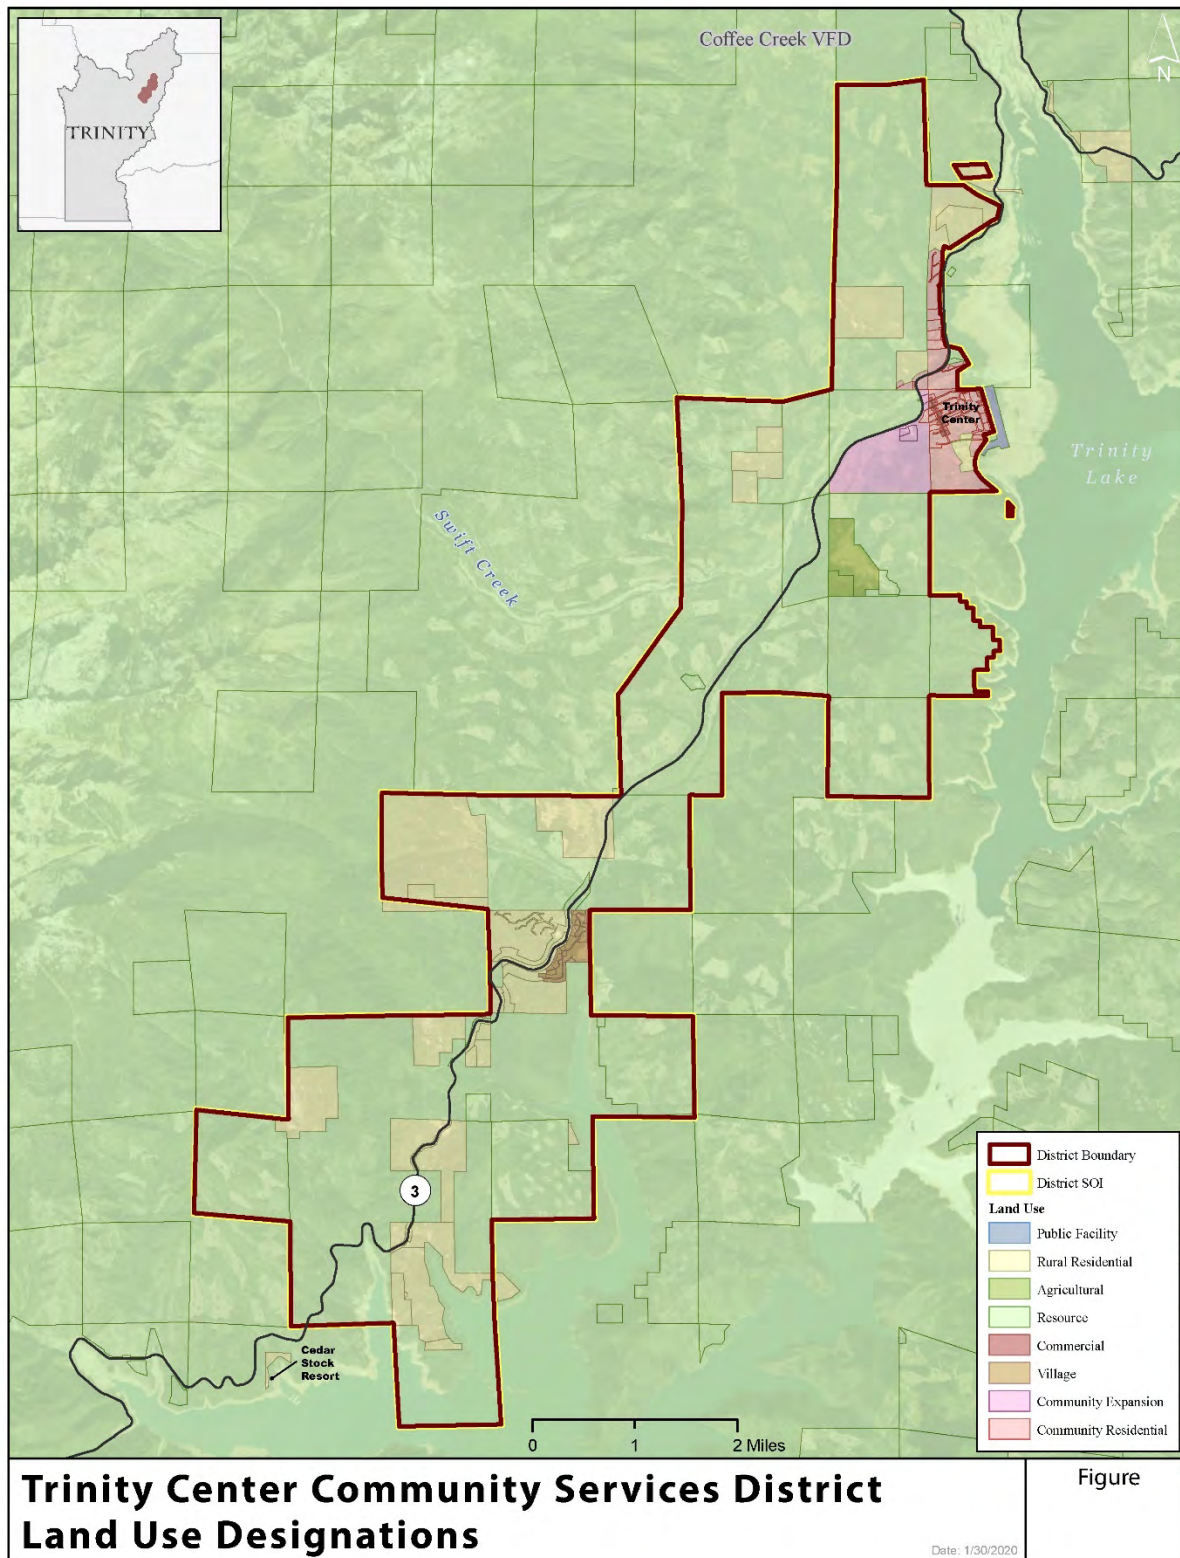 Coffee Creek VFD
N
TRINITY
Trinity
Center
Trinity
Lake
Swift Creek
3
Cedar
Stock
Resort
District Boundary
District SOI
Land Use
Public Facility
Rural Residential
Agricultural
Resource
Commercial
Village
Community Expansion
Community Residential
0 1 2 Miles
Trinity Center Community Services District
Land Use Designations
Date: 1/30/2020
Figure